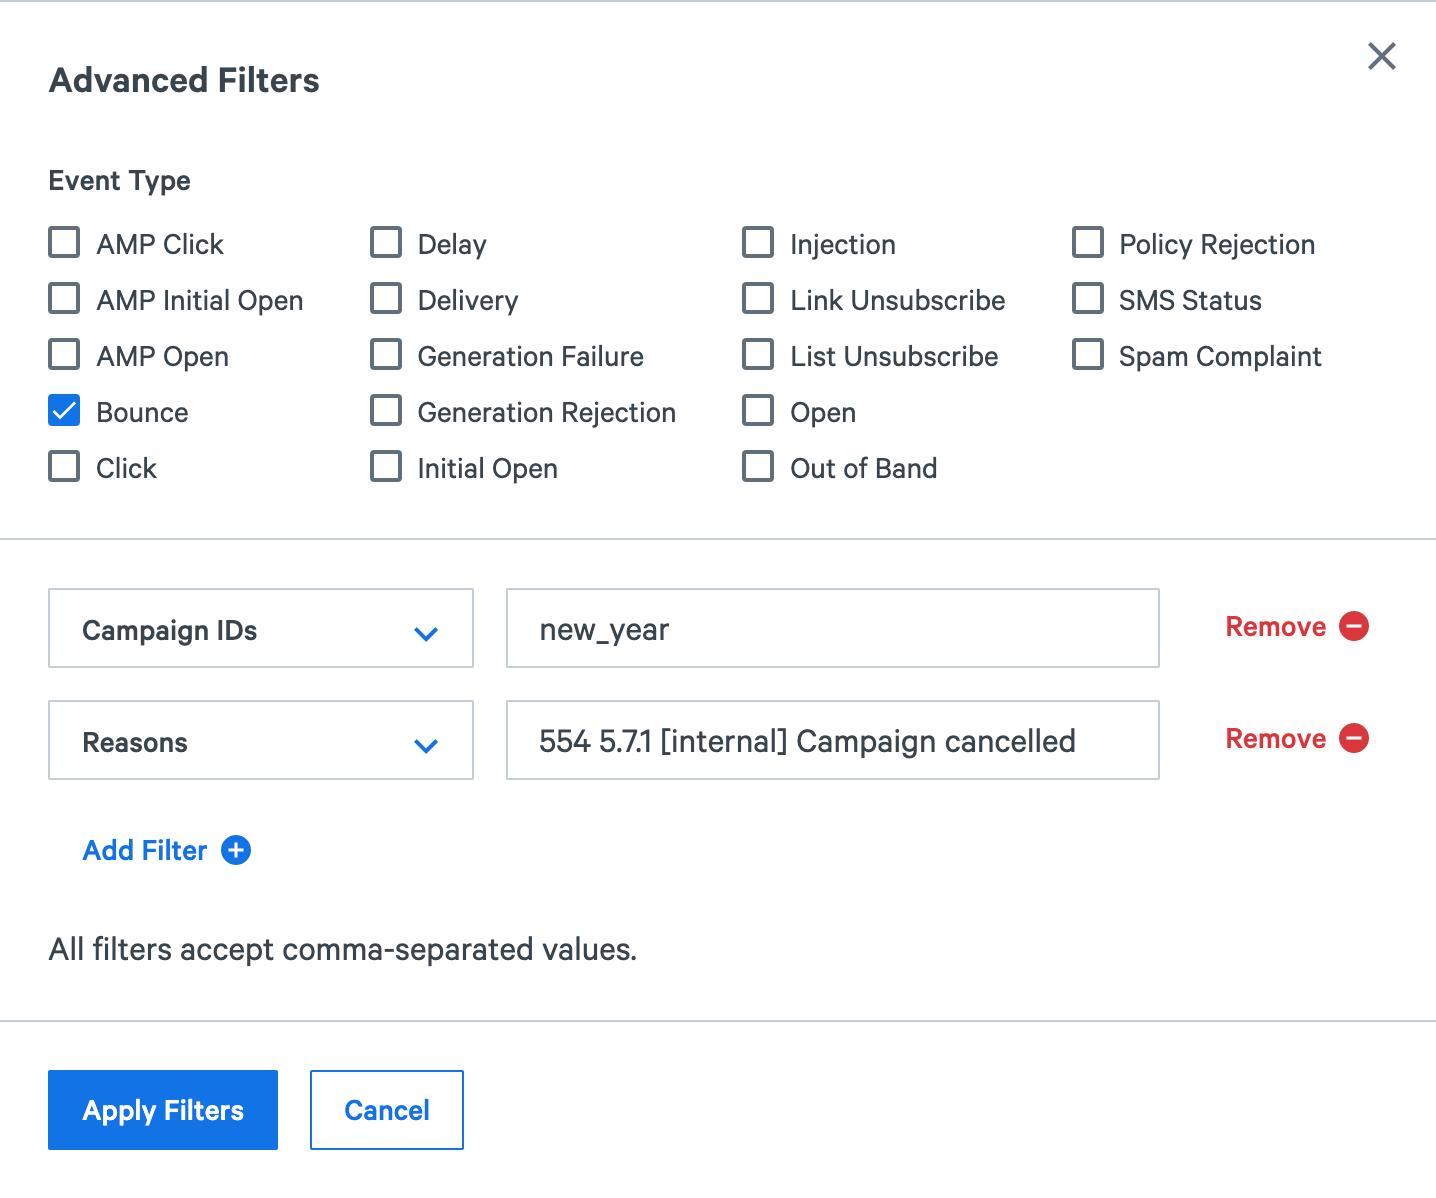 Advanced Filters
Event Type
AMP Click
AMP Initial Open
AMP Open
Bounce
Click
Delay
Delivery
Generation Failure
Generation Rejection
Initial Open
Injection
Link Unsubscribe
List Unsubscribe
Open
Out of Band
Policy Rejection
SMS Status
Spam Complaint
Campaign IDs
new_year
Remove
Reasons
554 5.7.1 [internal] Campaign cancelled
Remove
Add Filter
All filters accept comma-separated values.
Apply Filters
Cancel